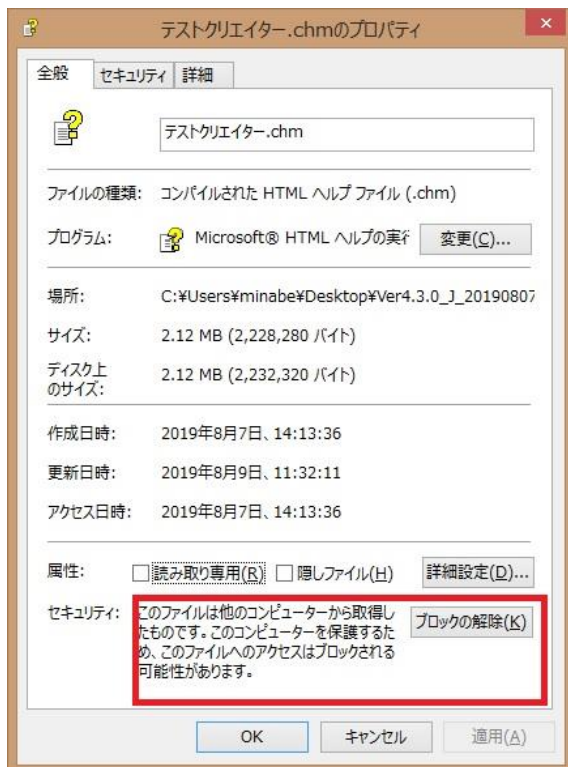 テストクリエイター.chmのプロパティ
全般 セキュリティ 詳細
テストクリエイター.chm
ファイルの種類: コンパイルされた HTML ヘルプ ファイル (.chm)
プログラム: Microsoft® HTML ヘルプの実行 変更(C)...
場所: C:¥Users¥minabe¥Desktop¥Ver4.3.0_J_20190807
サイズ: 2.12 MB (2,228,280 バイト)
ディスク上
のサイズ: 2.12 MB (2,232,320 バイト)
作成日時: 2019年8月7日、14:13:36
更新日時: 2019年8月9日、11:32:11
アクセス日時: 2019年8月7日、14:13:36
属性: 読み取り専用(R) 隠しファイル(H) 詳細設定(D)...
セキュリティ: このファイルは他のコンピューターから取得し ブロックの解除(K)
たものです。このコンピューターを保護するた
め、このファイルへのアクセスはブロックされる
可能性があります。
OK キャンセル 適用(A)